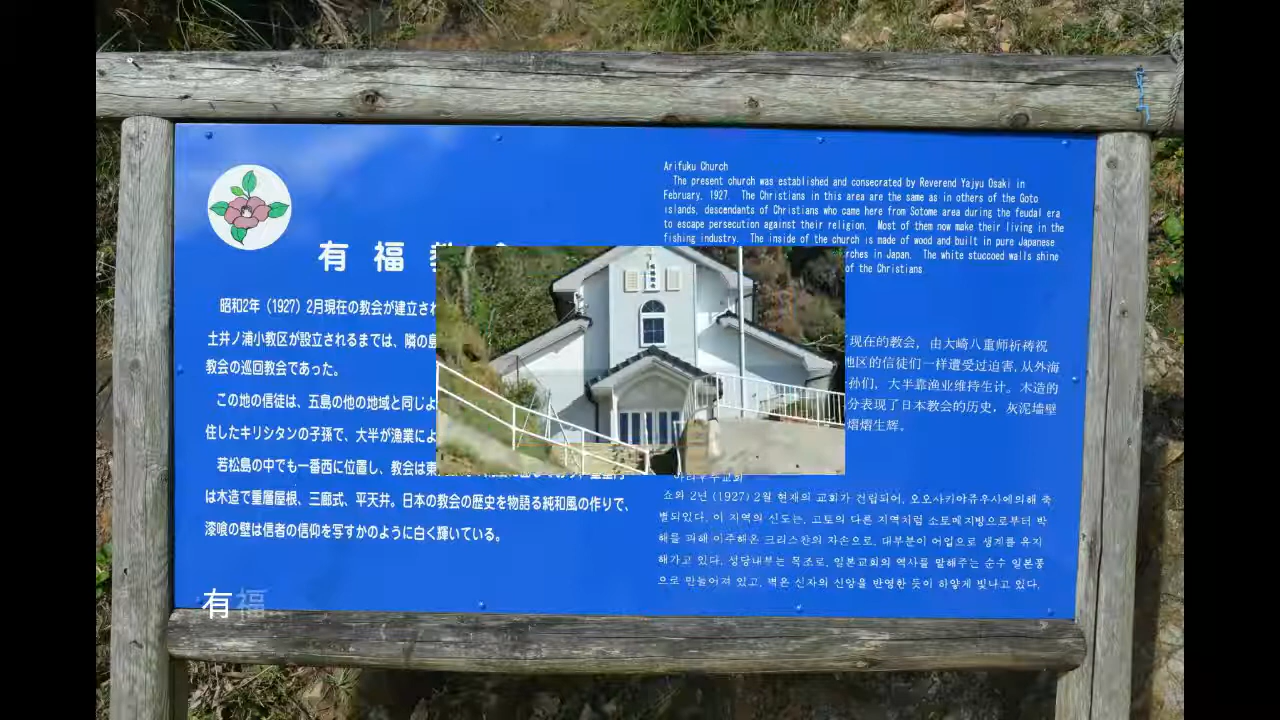 有福
昭和2年（1927）2月現在の教会が建立され
土井ノ浦小教区が設立されるまでは、隣の島
教会の巡回教会であった。
この地の信徒は、五島の他の地域と同じよ
住したキリシタンの子孫で、大半が漁業によ
若松島の中でも一番西に位置し、教会は東
は木造で重層屋根、三廊式、平天井。日本の教会の歴史を物語る純和風の作りで、
漆喰の壁は信者の信仰を写すかのように白く輝いている。
有福
Arifuku Church
The present church was established and consecrated by Reverend Yajyu Osaki in
February, 1927. The Christians in this area are the same as in others of the Goto
islands, descendants of Christians who came here from Sotome area during the feudal era
to escape persecution against their religion. Most of them now make their living in the
fishing industry. The inside of the church is made of wood and built in pure Japanese
rches in Japan. The white stuccoed walls shine
of the Christians
现在的教会，由大崎八重师祈祷祝
地区的信徒们一样遭受过迫害,从外海
孙们，大半靠渔业维持生计。木造的
分表现了日本教会的历史，灰泥墙壁
熠熠生辉。
쇼와 2년 (1927) 2월 현재의 교회가 건립되어, 오오사키야쥬우사에의해 축
별되있다. 이 지역의 신도는, 고토의 다른 지역처럼 소토메지방으로부터 박
해를 피해 이주해온 크리스챤의 자손으로, 대부분이 어업으로 생계를 유지
해가고 있다. 성당내부는 목조로, 일본교회의 역사를 말해주는 순수 일본풍
으로 만들어져 있고, 벽은 신자의 신앙을 반영한 듯이 하얗게 빛나고 있다.